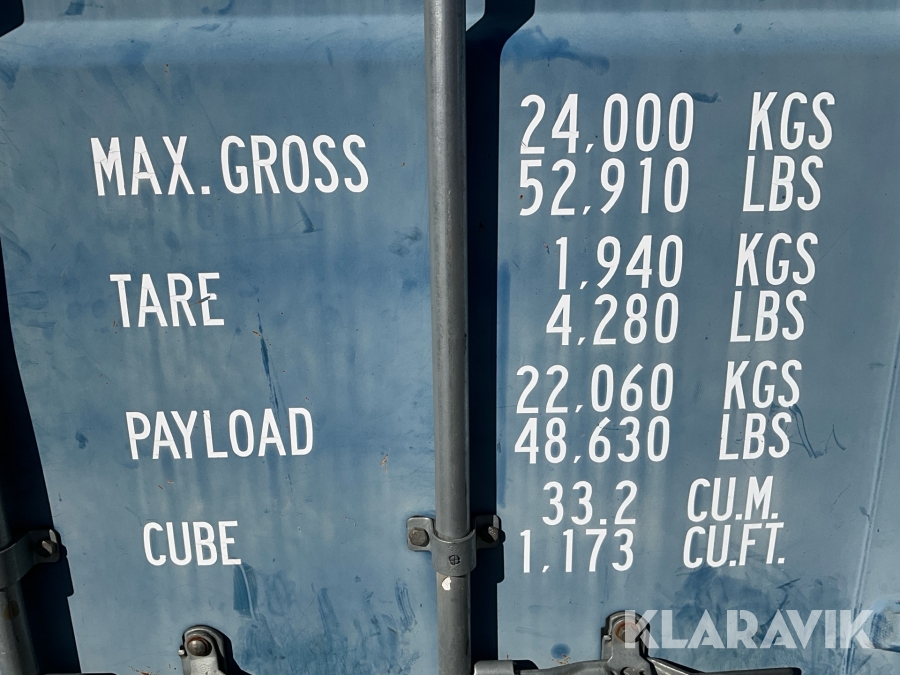 MAX. GROSS 24,000 KGS
52,910 LBS
TARE 1,940 KGS
4,280 LBS
PAYLOAD 22,060 KGS
48,630 LBS
CUBE 33.2 CU.M.
1,173 CU.FT.
KLARAVIK